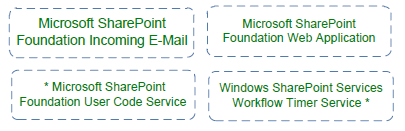 Microsoft SharePoint
Foundation Incoming E-Mail
Microsoft SharePoint
Foundation Web Application
* Microsoft SharePoint
Foundation User Code Service
Windows SharePoint Services
Workflow Timer Service *